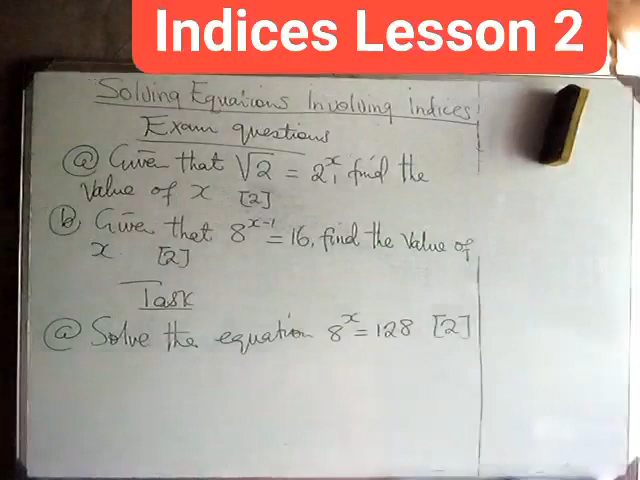 Indices Lesson 2
Solving Equations Involving indices!
Exam questions
(a) Given that √2 = 2^x, find the
value of x [2]
(b) Given that 8^x-1 = 16, find the value of
x. [2]
Task
(a) Solve the equation 8^x = 128 [2]